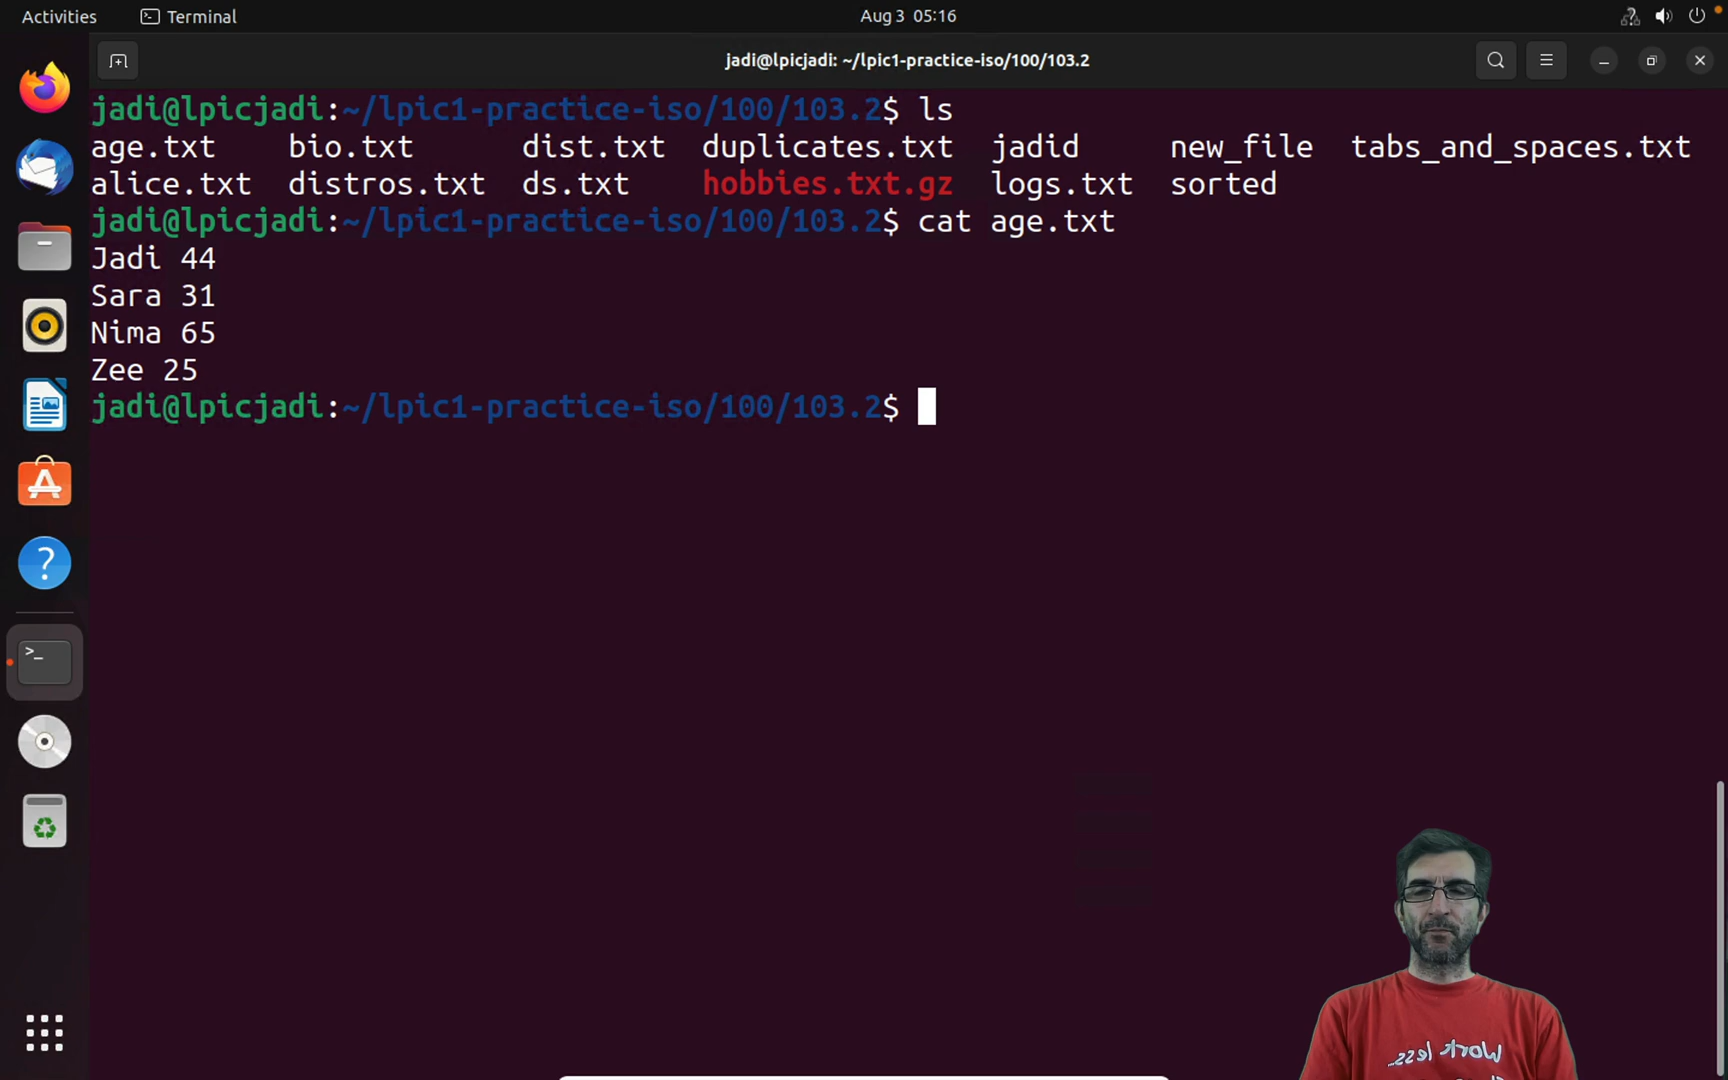 Activities Terminal Aug 3 05:16
jadi@lpicjadi: ~/lpic1-practice-iso/100/103.2
jadi@lpicjadi:~/lpic1-practice-iso/100/103.2$ ls
age.txt bio.txt dist.txt duplicates.txt jadid new_file tabs_and_spaces.txt
alice.txt distros.txt ds.txt hobbies.txt.gz logs.txt sorted
jadi@lpicjadi:~/lpic1-practice-iso/100/103.2$ cat age.txt
Jadi 44
Sara 31
Nima 65
Zee 25
jadi@lpicjadi:~/lpic1-practice-iso/100/103.2$
Work less...